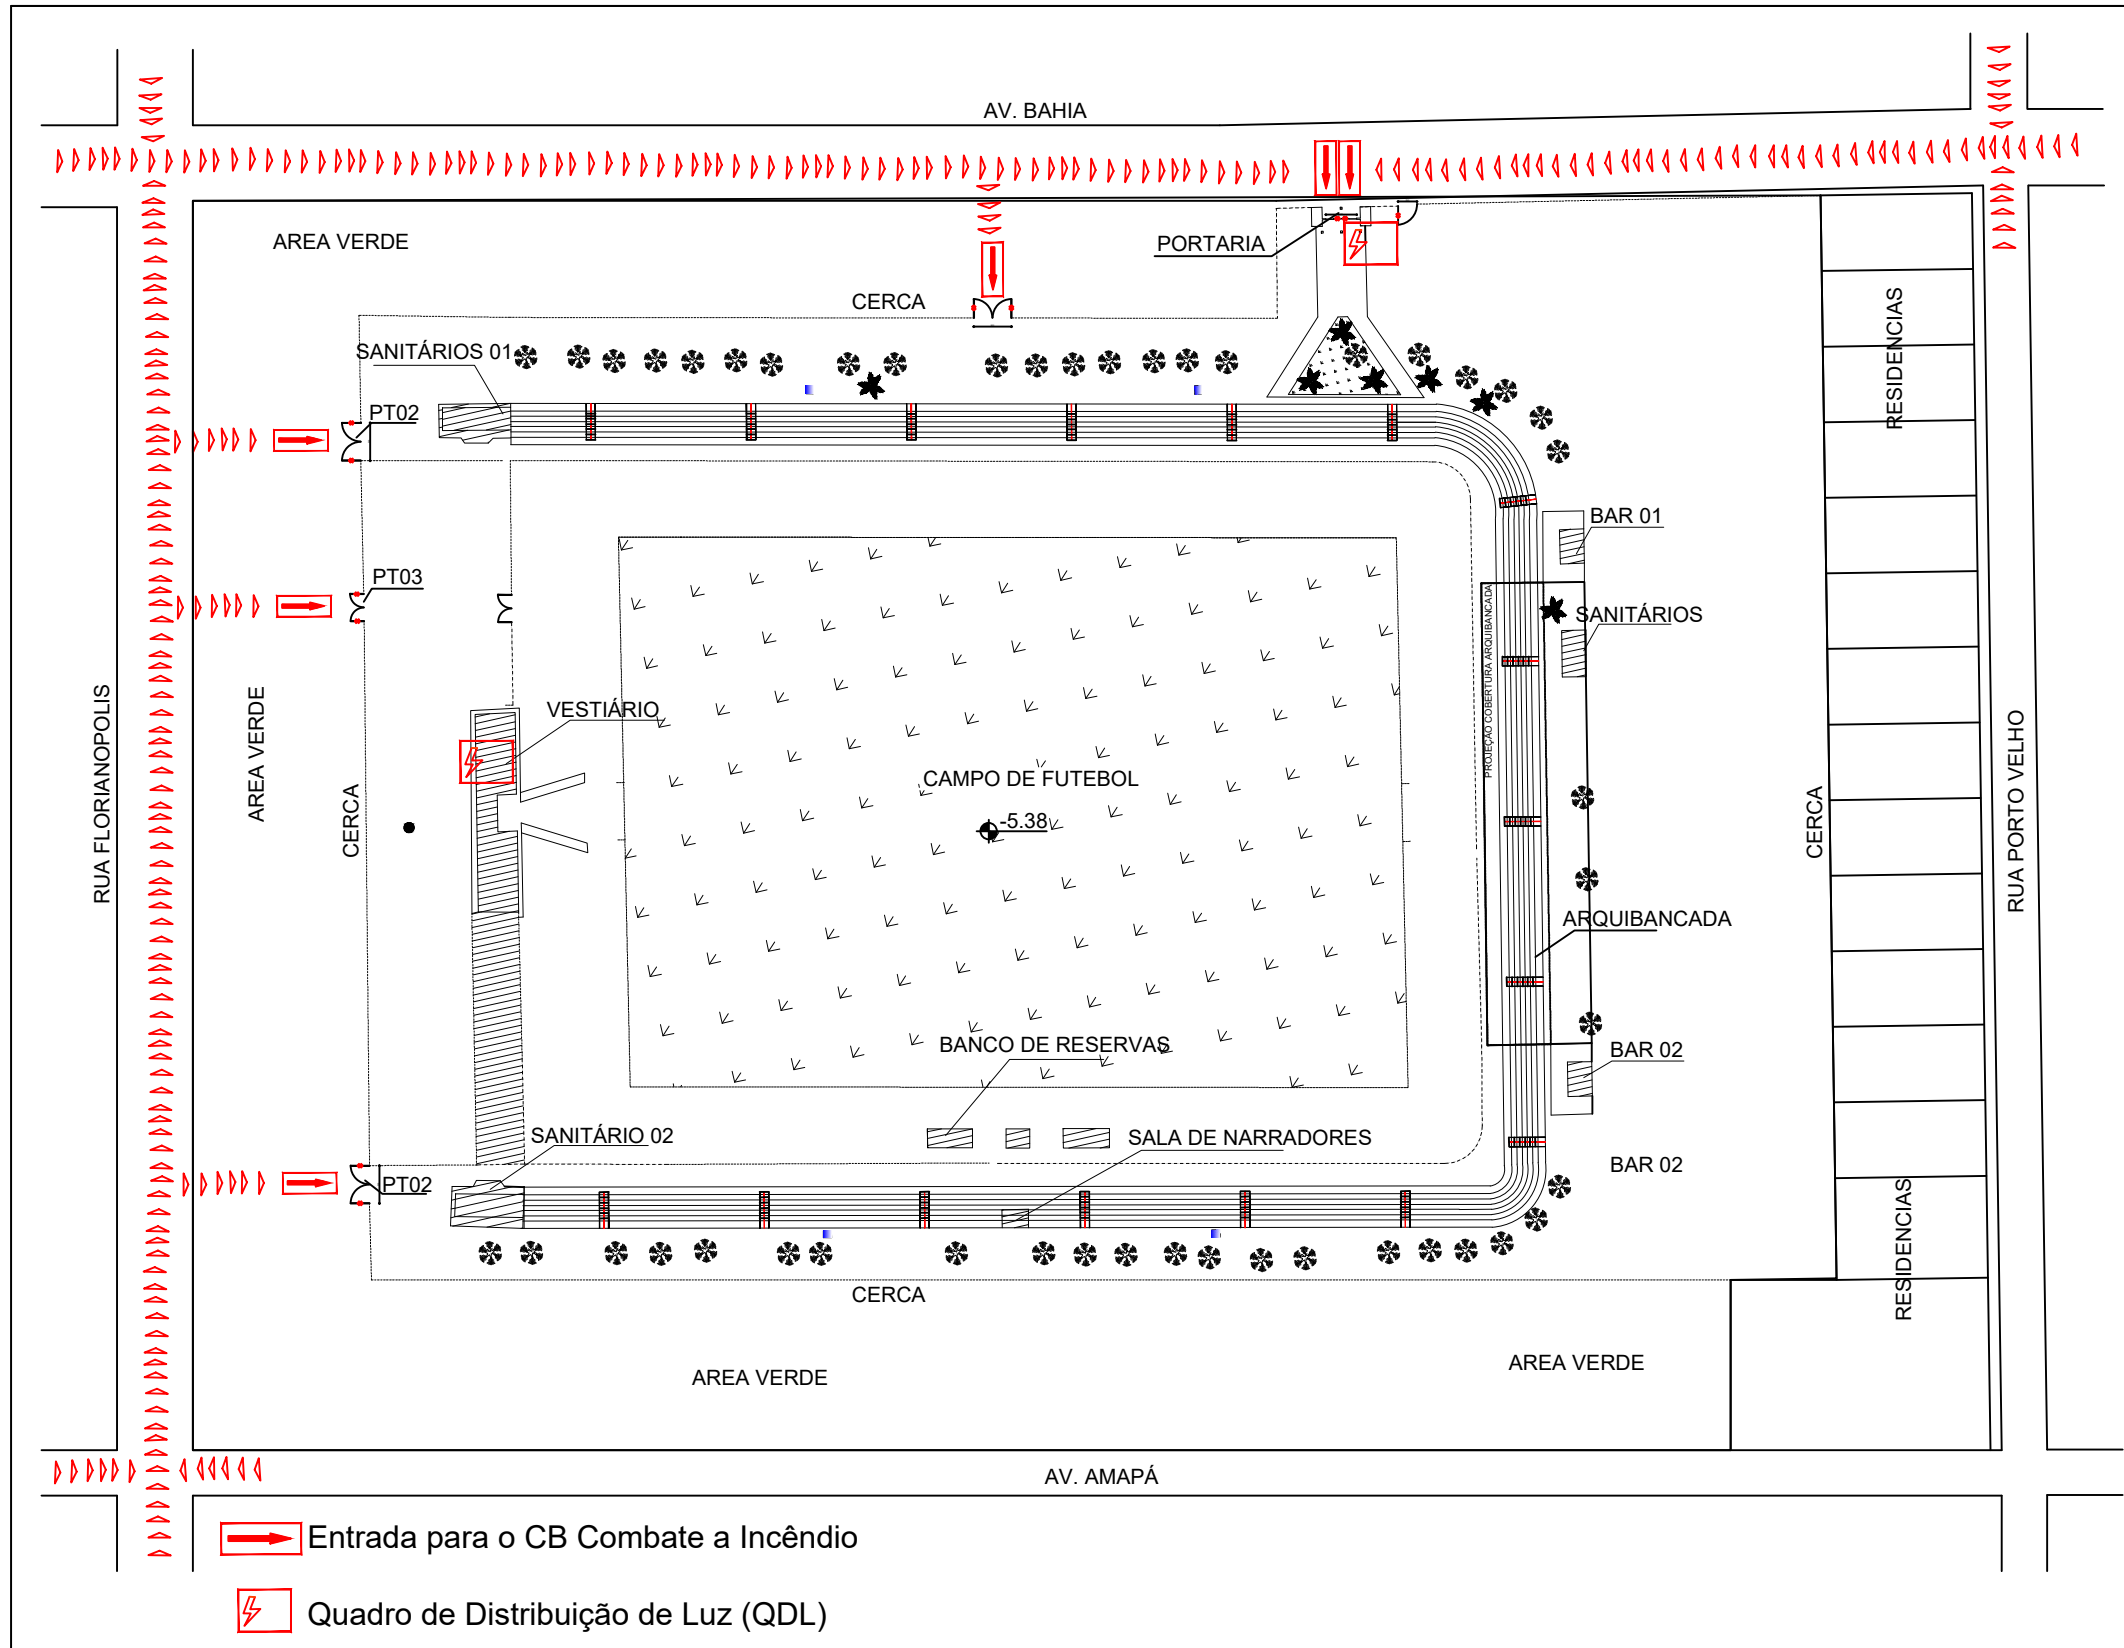 AV. BAHIA
AREA VERDE
PORTARIA
CERCA
SANITÁRIOS 01
RESIDENCIAS
PT02
BAR 01
PT03
PROJEÇÃO COBERTURA ARQUIBANCADA
SANITÁRIOS
RUA FLORIANOPOLIS
AREA VERDE
VESTIÁRIO
CERCA
CAMPO DE FUTEBOL
-5.38
CERCA
RUA PORTO VELHO
ARQUIBANCADA
BANCO DE RESERVAS
BAR 02
SANITÁRIO 02
SALA DE NARRADORES
BAR 02
PT02
RESIDENCIAS
CERCA
AREA VERDE
AREA VERDE
AV. AMAPÁ
Entrada para o CB Combate a Incêndio
Quadro de Distribuição de Luz (QDL)